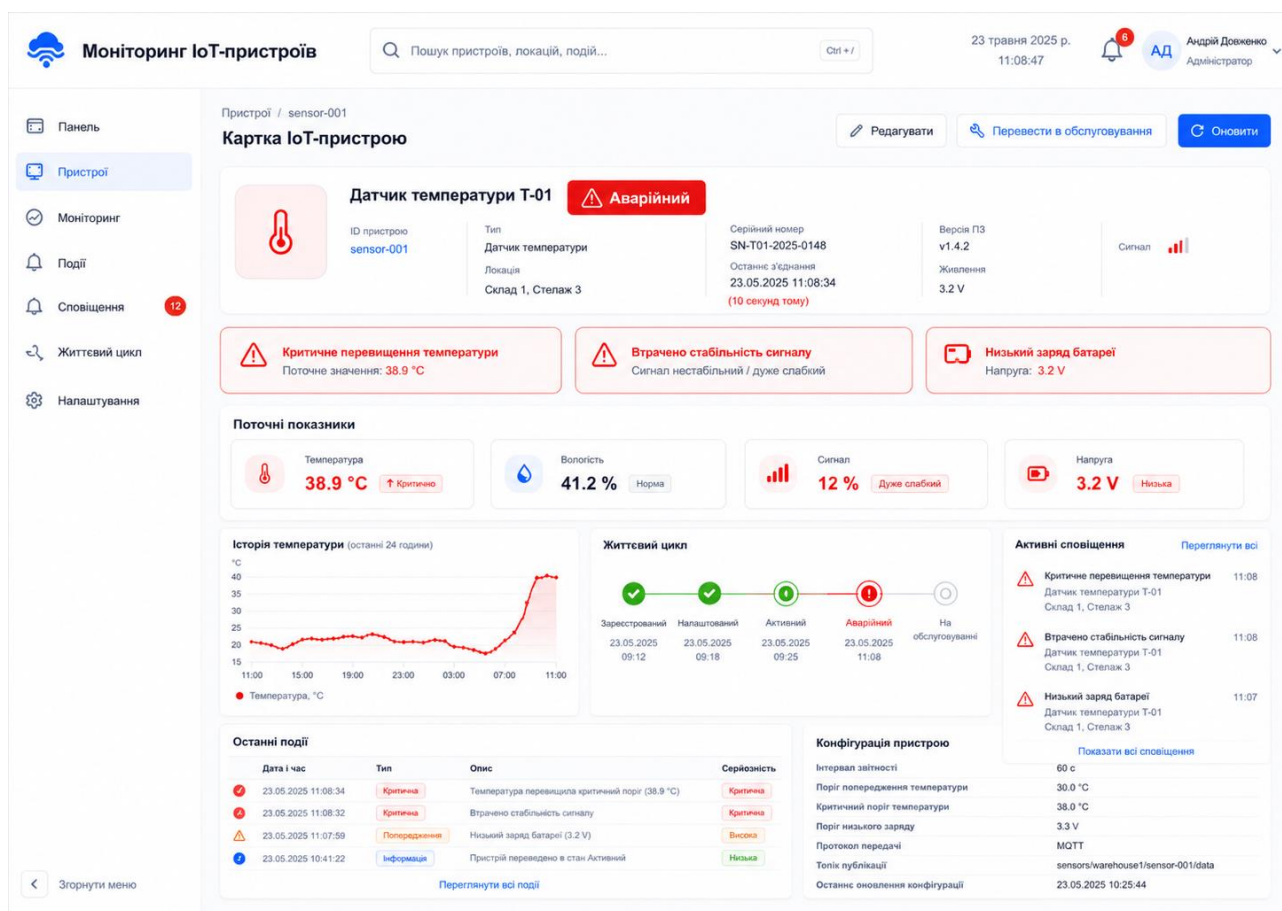 Моніторинг IoT-пристроїв
Пошук пристроїв, локацій, подій...
Ctrl + /
23 травня 2025 р.
11:08:47
6
АД
Андрій Довженко
Адміністратор
Панель
Пристрої
Моніторинг
Події
Сповіщення
12
Життєвий цикл
Налаштування
Згорнути меню
Пристрої / sensor-001
Картка IoT-пристрою
Редагувати
Перевести в обслуговування
Оновити
Датчик температури T-01
Аварійний
ID пристрою
sensor-001
Тип
Датчик температури
Локація
Склад 1, Стелаж 3
Серійний номер
SN-T01-2025-0148
Останнє з'єднання
23.05.2025 11:08:34
(10 секунд тому)
Версія ПЗ
v1.4.2
Живлення
3.2 V
Сигнал
Критичне перевищення температури
Поточне значення: 38.9 °C
Втрачено стабільність сигналу
Сигнал нестабільний / дуже слабкий
Низький заряд батареї
Напруга: 3.2 V
Поточні показники
Температура
38.9 °C
↑ Критично
Вологість
41.2 %
Норма
Сигнал
12 %
Дуже слабкий
Напруга
3.2 V
Низька
Історія температури (останні 24 години)
°C
40
35
30
25
20
15
11:00 15:00 19:00 23:00 03:00 07:00 11:00
Температура, °C
Життєвий цикл
Зареєстрований
23.05.2025
09:12
Налаштований
23.05.2025
09:18
Активний
23.05.2025
09:25
Аварійний
23.05.2025
11:08
На
обслуговуванні
Активні сповіщення
Переглянути всі
Критичне перевищення температури 11:08
Датчик температури T-01
Склад 1, Стелаж 3
Втрачено стабільність сигналу 11:08
Датчик температури T-01
Склад 1, Стелаж 3
Низький заряд батареї 11:07
Датчик температури T-01
Склад 1, Стелаж 3
Показати всі сповіщення
Останні події
Дата і час Тип Опис Серйозність
23.05.2025 11:08:34 Критична Температура перевищила критичний поріг (38.9 °C) Критична
23.05.2025 11:08:32 Критична Втрачено стабільність сигналу Критична
23.05.2025 11:07:59 Попередження Низький заряд батареї (3.2 V) Висока
23.05.2025 10:41:22 Інформація Пристрій переведено в стан Активний Низька
Переглянути всі події
Конфігурація пристрою
Інтервал звітності 60 с
Поріг попередження температури 30.0 °C
Критичний поріг температури 38.0 °C
Поріг низького заряду 3.3 V
Протокол передачі MQTT
Топік публікації sensors/warehouse1/sensor-001/data
Останнє оновлення конфігурації 23.05.2025 10:25:44